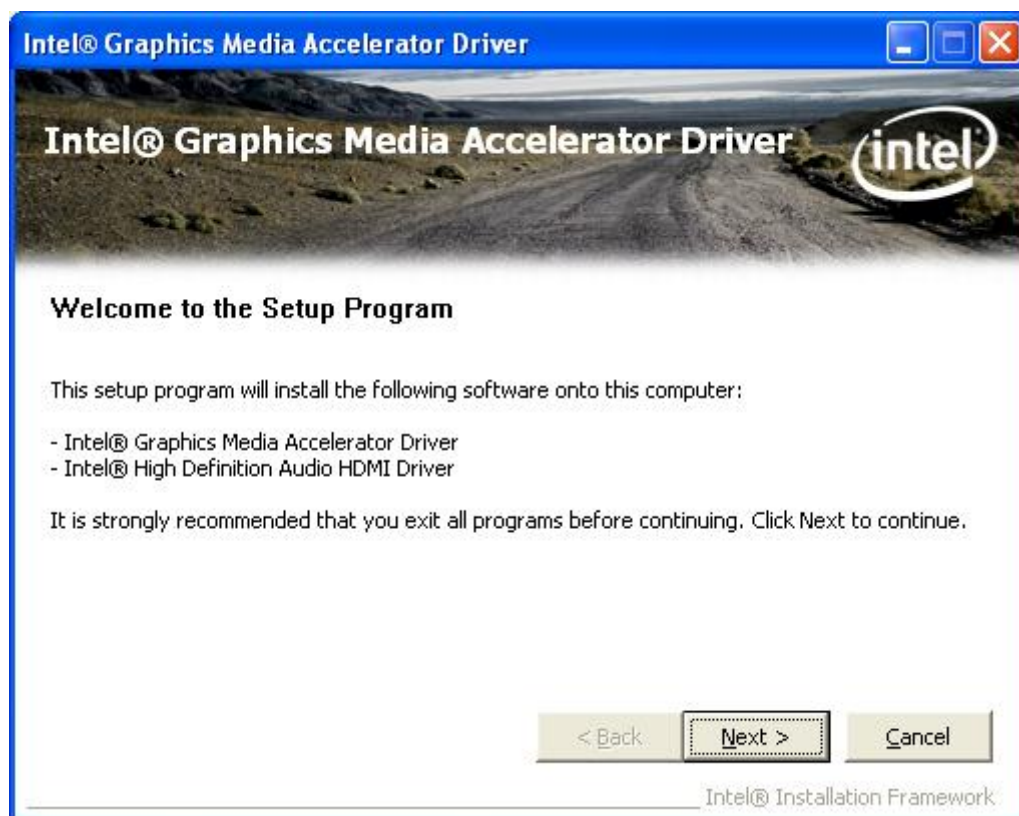 Intel® Graphics Media Accelerator Driver
Intel® Graphics Media Accelerator Driver
intel
Welcome to the Setup Program
This setup program will install the following software onto this computer:
- Intel® Graphics Media Accelerator Driver
- Intel® High Definition Audio HDMI Driver
It is strongly recommended that you exit all programs before continuing. Click Next to continue.
< Back Next > Cancel
Intel® Installation Framework